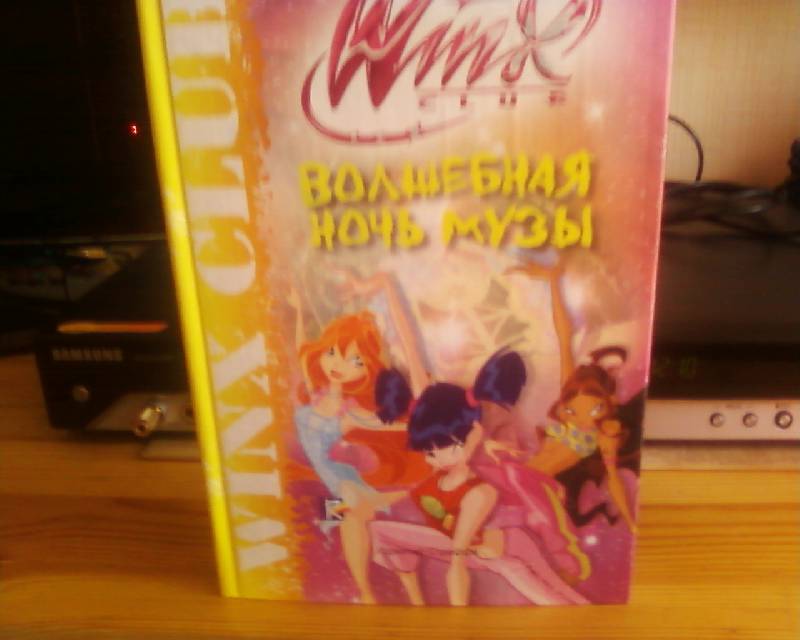 WINX CLUB
Winx
CLUB
ВОЛШЕБНАЯ
НОЧЬ МУЗЫ
SAMSUNG